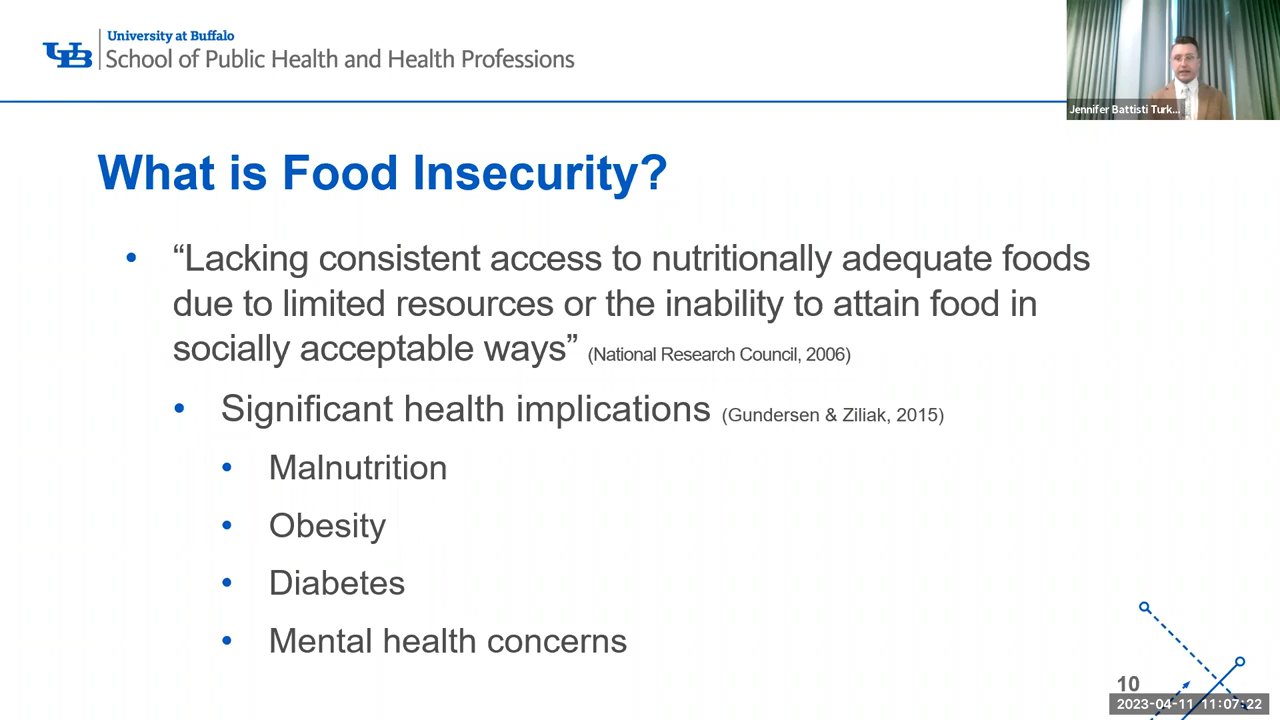 University at Buffalo
School of Public Health and Health Professions
Jennifer Battisti Turk...
What is Food Insecurity?
• “Lacking consistent access to nutritionally adequate foods
due to limited resources or the inability to attain food in
socially acceptable ways” (National Research Council, 2006)
• Significant health implications (Gundersen & Ziliak, 2015)
• Malnutrition
• Obesity
• Diabetes
• Mental health concerns
10
2023-04-11 11:07:22